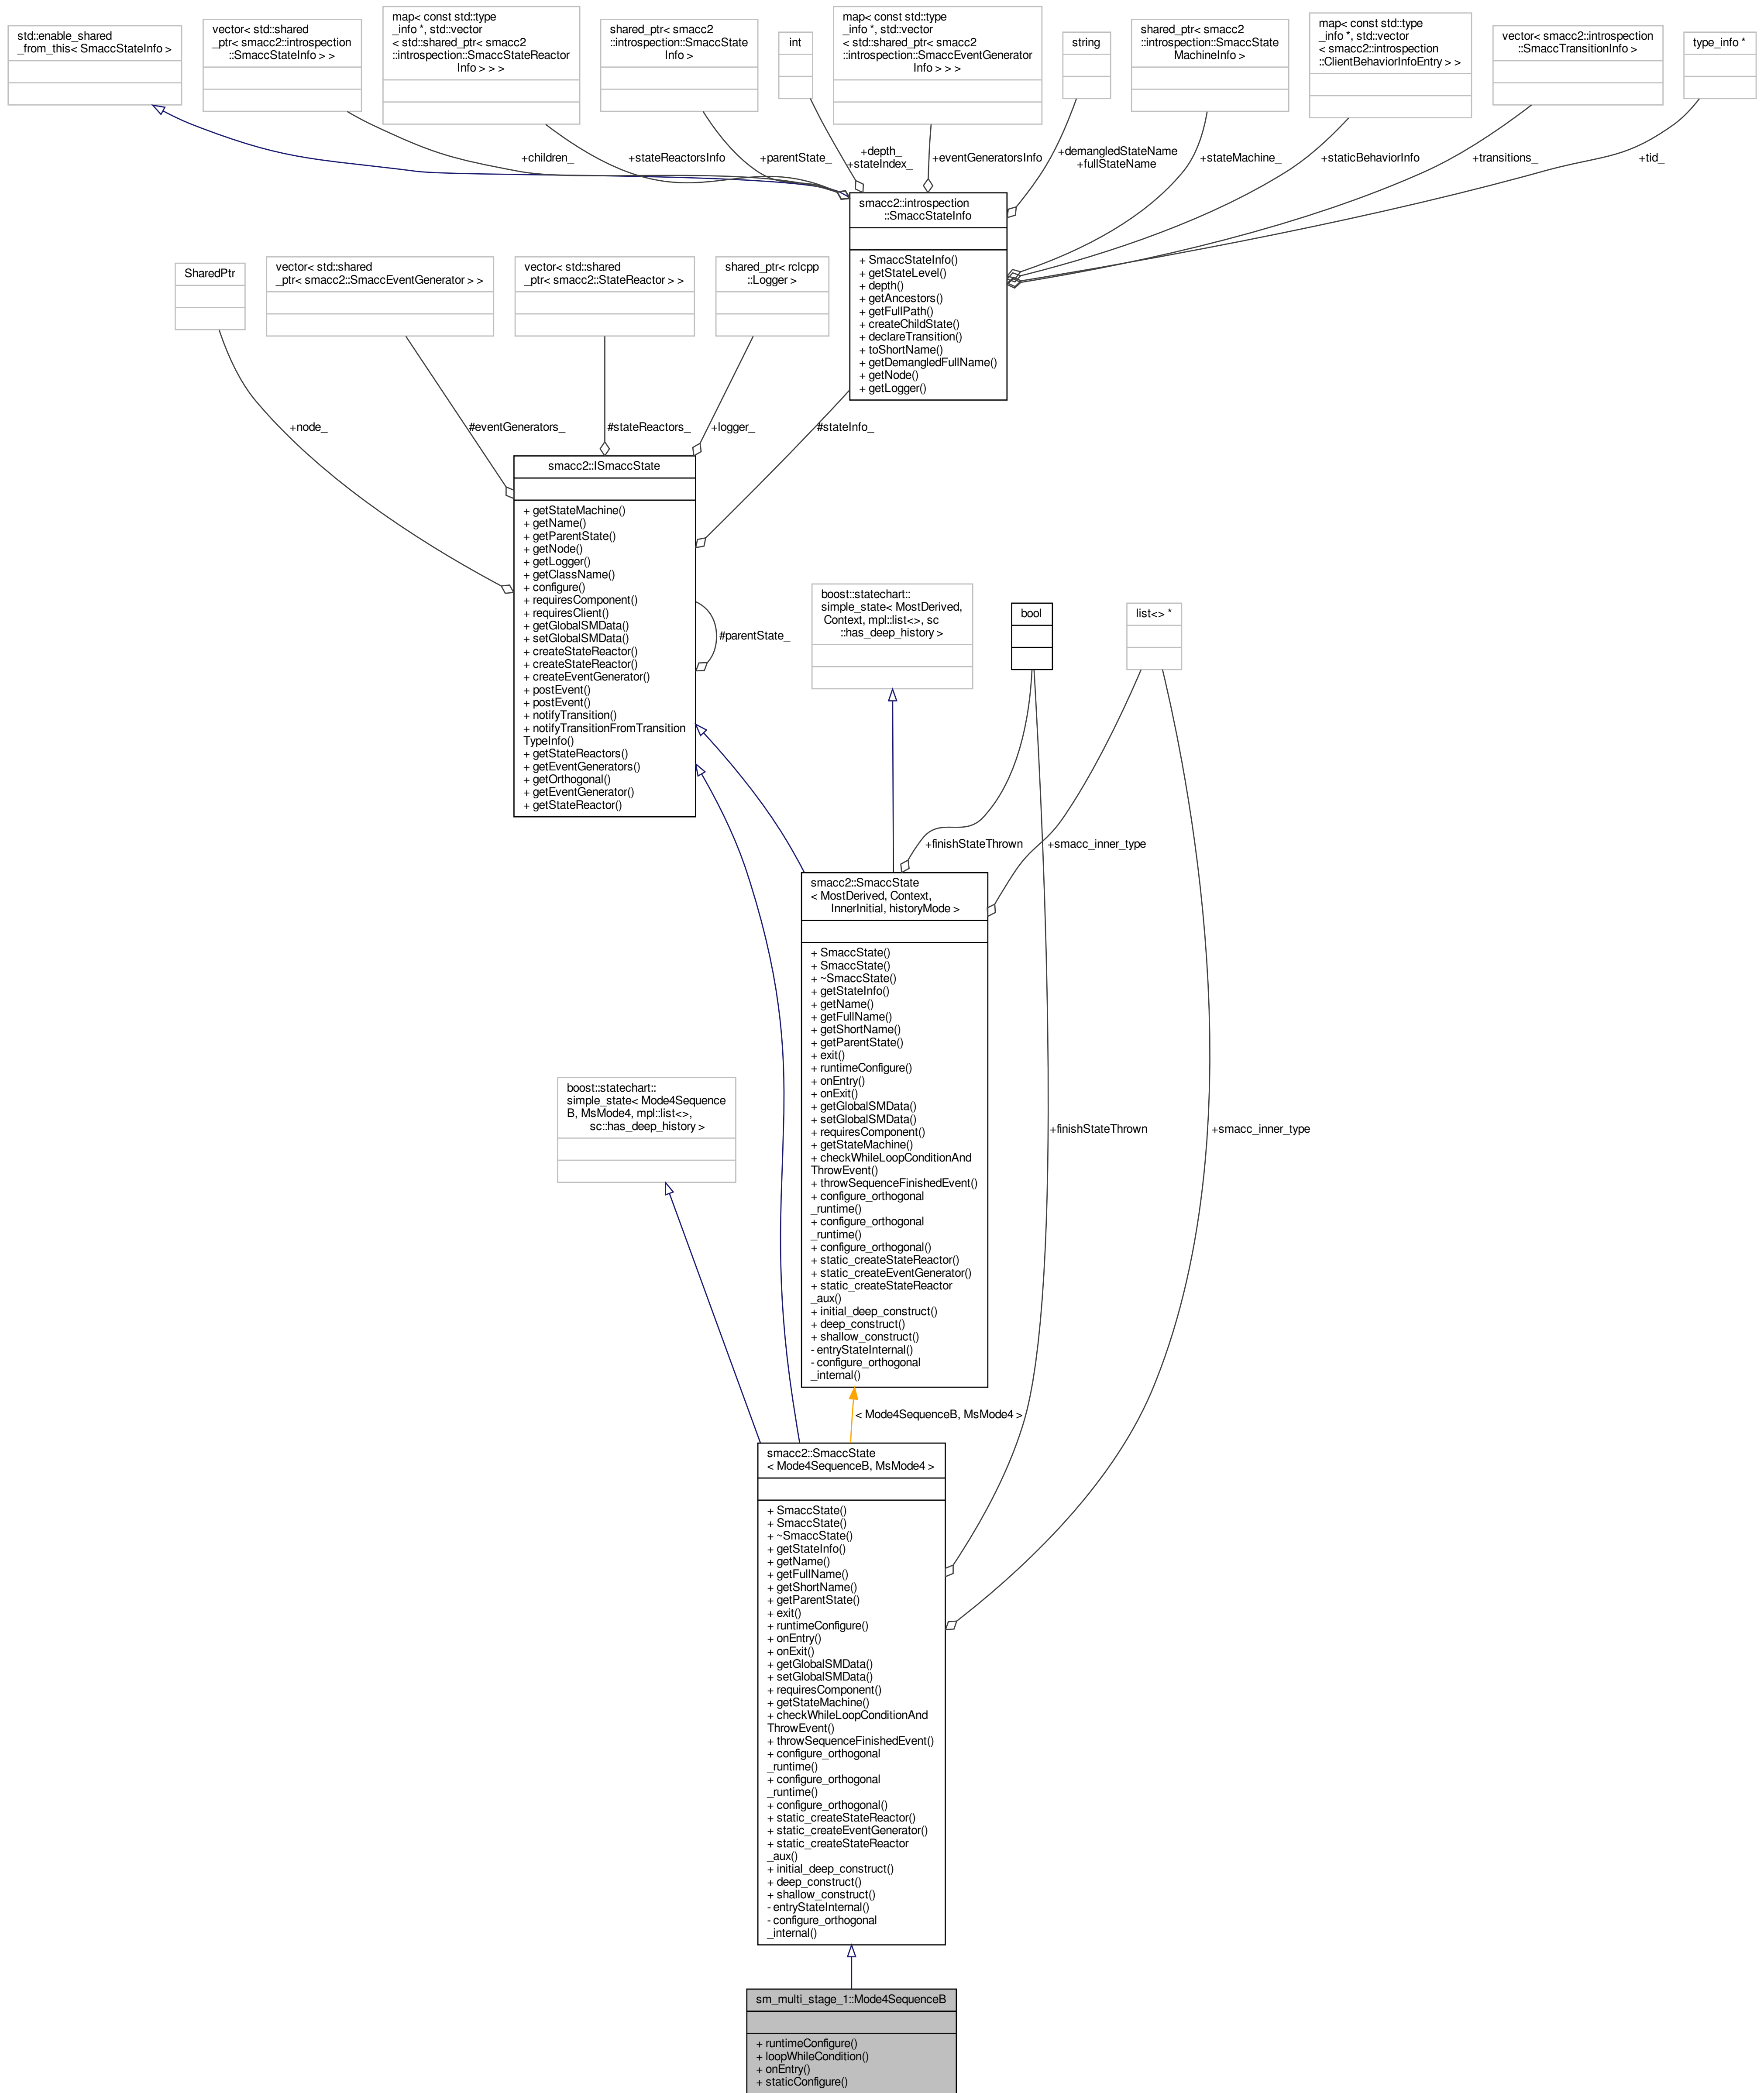 std::enable_shared
_from_this< SmaccStateInfo >
vector< std::shared
_ptr< smacc2::introspection
::SmaccStateInfo > >
map< const std::type
_info *, std::vector
< std::shared_ptr< smacc2
::introspection::SmaccStateReactor
Info > > >
shared_ptr< smacc2
::introspection::SmaccState
Info >
int
map< const std::type
_info *, std::vector
< std::shared_ptr< smacc2
::introspection::SmaccEventGenerator
Info > > >
string
shared_ptr< smacc2
::introspection::SmaccState
MachineInfo >
map< const std::type
_info *, std::vector
< smacc2::introspection
::ClientBehaviorInfoEntry > >
vector< smacc2::introspection
::SmaccTransitionInfo >
type_info *
+children_
+stateReactorsInfo
+parentState_
+depth_
+stateIndex_
+eventGeneratorsInfo
+demangledStateName
+fullStateName
+stateMachine_
+staticBehaviorInfo
+transitions_
+tid_
smacc2::introspection
::SmaccStateInfo
+ SmaccStateInfo()
+ getStateLevel()
+ depth()
+ getAncestors()
+ getFullPath()
+ createChildState()
+ declareTransition()
+ toShortName()
+ getDemangledFullName()
+ getNode()
+ getLogger()
SharedPtr
vector< std::shared
_ptr< smacc2::SmaccEventGenerator > >
vector< std::shared
_ptr< smacc2::StateReactor > >
shared_ptr< rclcpp
::Logger >
+node_
#eventGenerators_
#stateReactors_
+logger_
#stateInfo_
smacc2::ISmaccState
+ getStateMachine()
+ getName()
+ getParentState()
+ getNode()
+ getLogger()
+ getClassName()
+ configure()
+ requiresComponent()
+ requiresClient()
+ getGlobalSMData()
+ setGlobalSMData()
+ createStateReactor()
+ createStateReactor()
+ createEventGenerator()
+ postEvent()
+ postEvent()
+ notifyTransition()
+ notifyTransitionFromTransition
TypeInfo()
+ getStateReactors()
+ getEventGenerators()
+ getOrthogonal()
+ getEventGenerator()
+ getStateReactor()
#parentState_
boost::statechart::
simple_state< MostDerived,
Context, mpl::list<>, sc
::has_deep_history >
bool
list<> *
+finishStateThrown
+smacc_inner_type
smacc2::SmaccState
< MostDerived, Context,
InnerInitial, historyMode >
+ SmaccState()
+ SmaccState()
+ ~SmaccState()
+ getStateInfo()
+ getName()
+ getFullName()
+ getShortName()
+ getParentState()
+ exit()
+ runtimeConfigure()
+ onEntry()
+ onExit()
+ getGlobalSMData()
+ setGlobalSMData()
+ requiresComponent()
+ getStateMachine()
+ checkWhileLoopConditionAnd
ThrowEvent()
+ throwSequenceFinishedEvent()
+ configure_orthogonal
_runtime()
+ configure_orthogonal
_runtime()
+ configure_orthogonal()
+ static_createStateReactor()
+ static_createEventGenerator()
+ static_createStateReactor
_aux()
+ initial_deep_construct()
+ deep_construct()
+ shallow_construct()
- entryStateInternal()
- configure_orthogonal
_internal()
boost::statechart::
simple_state< Mode4Sequence
B, MsMode4, mpl::list<>,
sc::has_deep_history >
+finishStateThrown
+smacc_inner_type
< Mode4SequenceB, MsMode4 >
smacc2::SmaccState
< Mode4SequenceB, MsMode4 >
+ SmaccState()
+ SmaccState()
+ ~SmaccState()
+ getStateInfo()
+ getName()
+ getFullName()
+ getShortName()
+ getParentState()
+ exit()
+ runtimeConfigure()
+ onEntry()
+ onExit()
+ getGlobalSMData()
+ setGlobalSMData()
+ requiresComponent()
+ getStateMachine()
+ checkWhileLoopConditionAnd
ThrowEvent()
+ throwSequenceFinishedEvent()
+ configure_orthogonal
_runtime()
+ configure_orthogonal
_runtime()
+ configure_orthogonal()
+ static_createStateReactor()
+ static_createEventGenerator()
+ static_createStateReactor
_aux()
+ initial_deep_construct()
+ deep_construct()
+ shallow_construct()
- entryStateInternal()
- configure_orthogonal
_internal()
sm_multi_stage_1::Mode4SequenceB
+ runtimeConfigure()
+ loopWhileCondition()
+ onEntry()
+ staticConfigure()